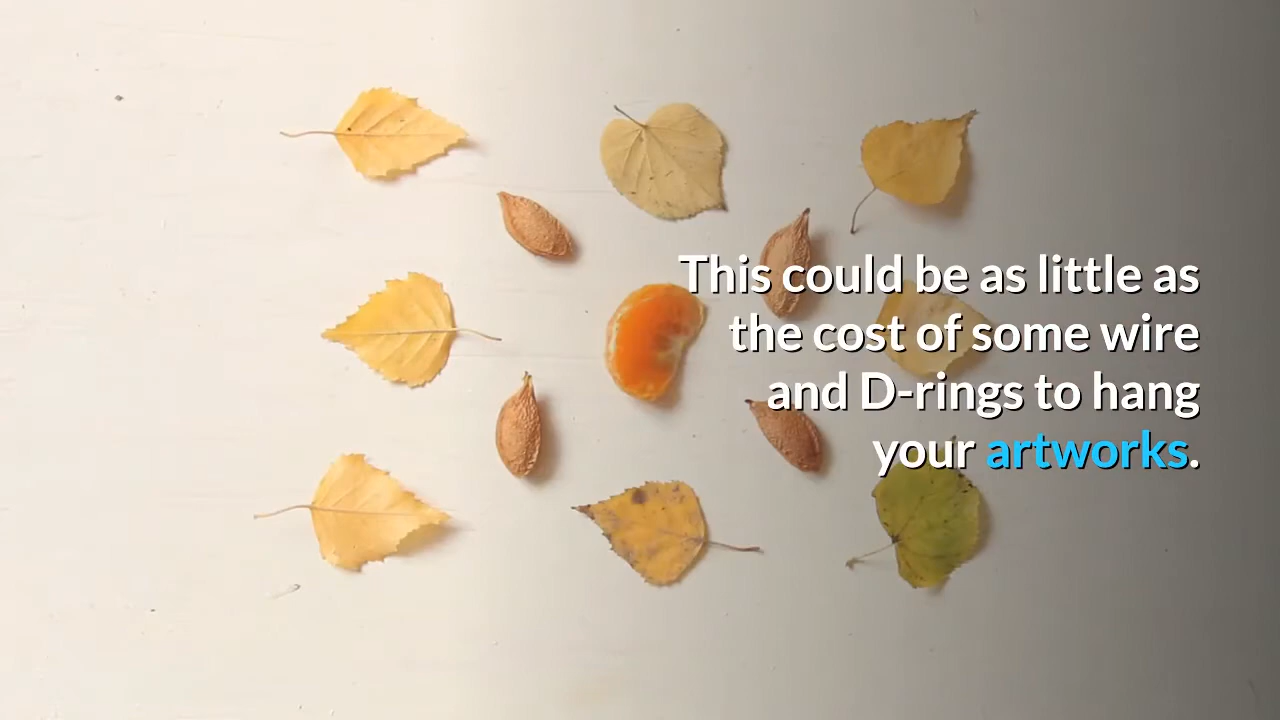 This could be as little as
the cost of some wire
and D-rings to hang
your artworks.